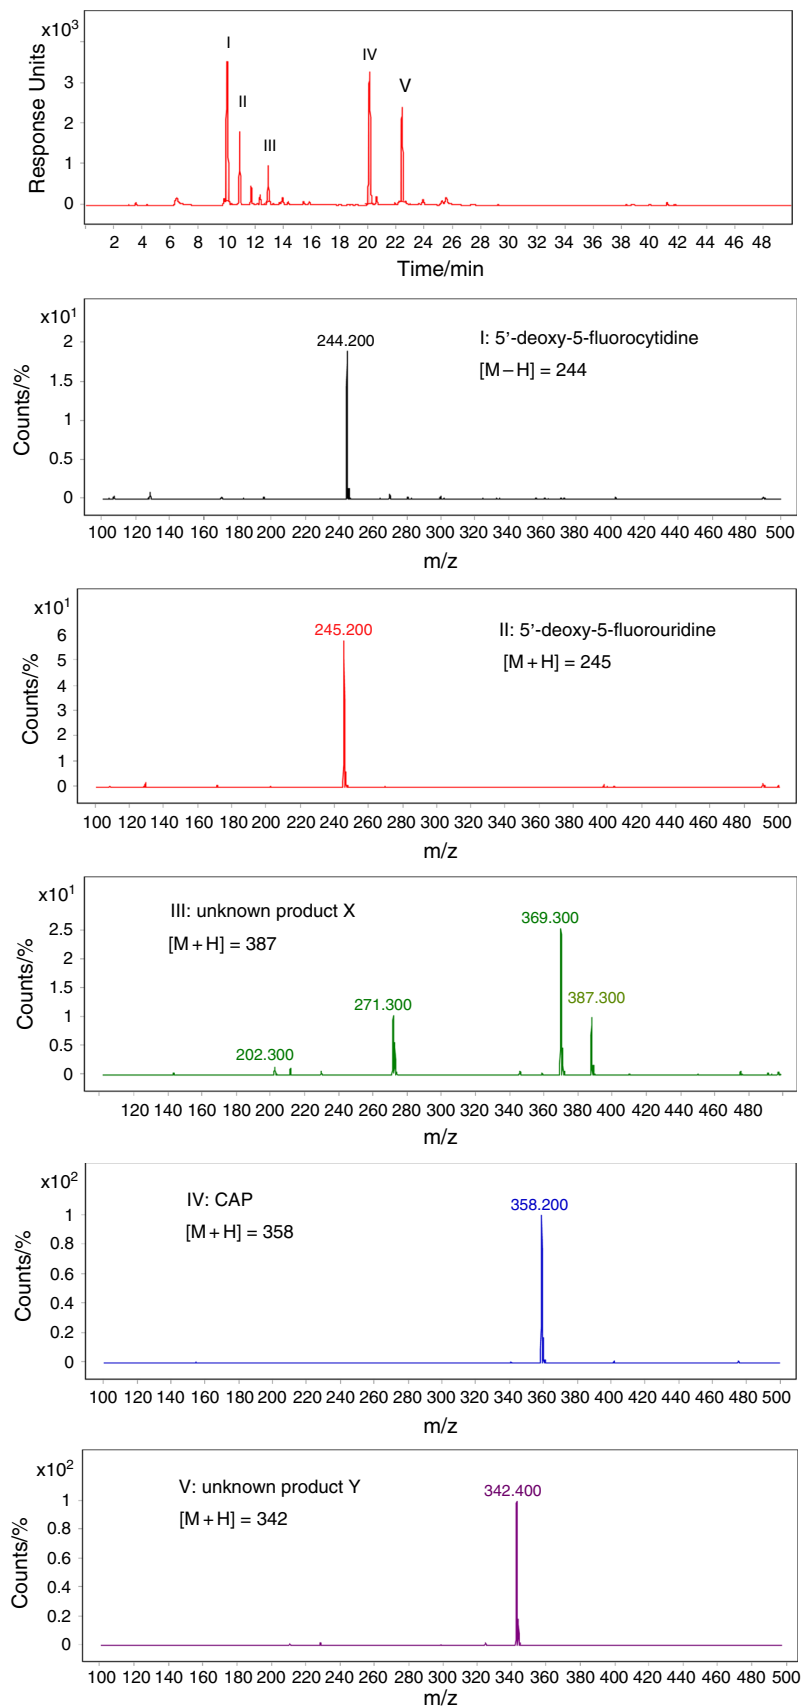 x10³
Response Units
3
2
1
0
I
II
III
IV
V
2 4 6 8 10 12 14 16 18 20 22 24 26 28 30 32 34 36 38 40 42 44 46 48
Time/min
x10¹
Counts/%
2
1.5
1
0.5
0
244.200
I: 5'-deoxy-5-fluorocytidine
[M−H] = 244
100 120 140 160 180 200 220 240 260 280 300 320 340 360 380 400 420 440 460 480 500
m/z
x10¹
Counts/%
6
5
4
3
2
1
0
245.200
II: 5'-deoxy-5-fluorouridine
[M+H] = 245
100 120 140 160 180 200 220 240 260 280 300 320 340 360 380 400 420 440 460 480 500
m/z
x10¹
Counts/%
2.5
2
1.5
1
0.5
0
III: unknown product X
[M+H] = 387
202.300
271.300
369.300
387.300
120 140 160 180 200 220 240 260 280 300 320 340 360 380 400 420 440 460 480
m/z
x10²
Counts/%
1
0.8
0.6
0.4
0.2
0
IV: CAP
[M+H] = 358
358.200
100 120 140 160 180 200 220 240 260 280 300 320 340 360 380 400 420 440 460 480 500
m/z
x10²
Counts/%
1
0.8
0.6
0.4
0.2
0
V: unknown product Y
[M+H] = 342
342.400
100 120 140 160 180 200 220 240 260 280 300 320 340 360 380 400 420 440 460 480 500
m/z